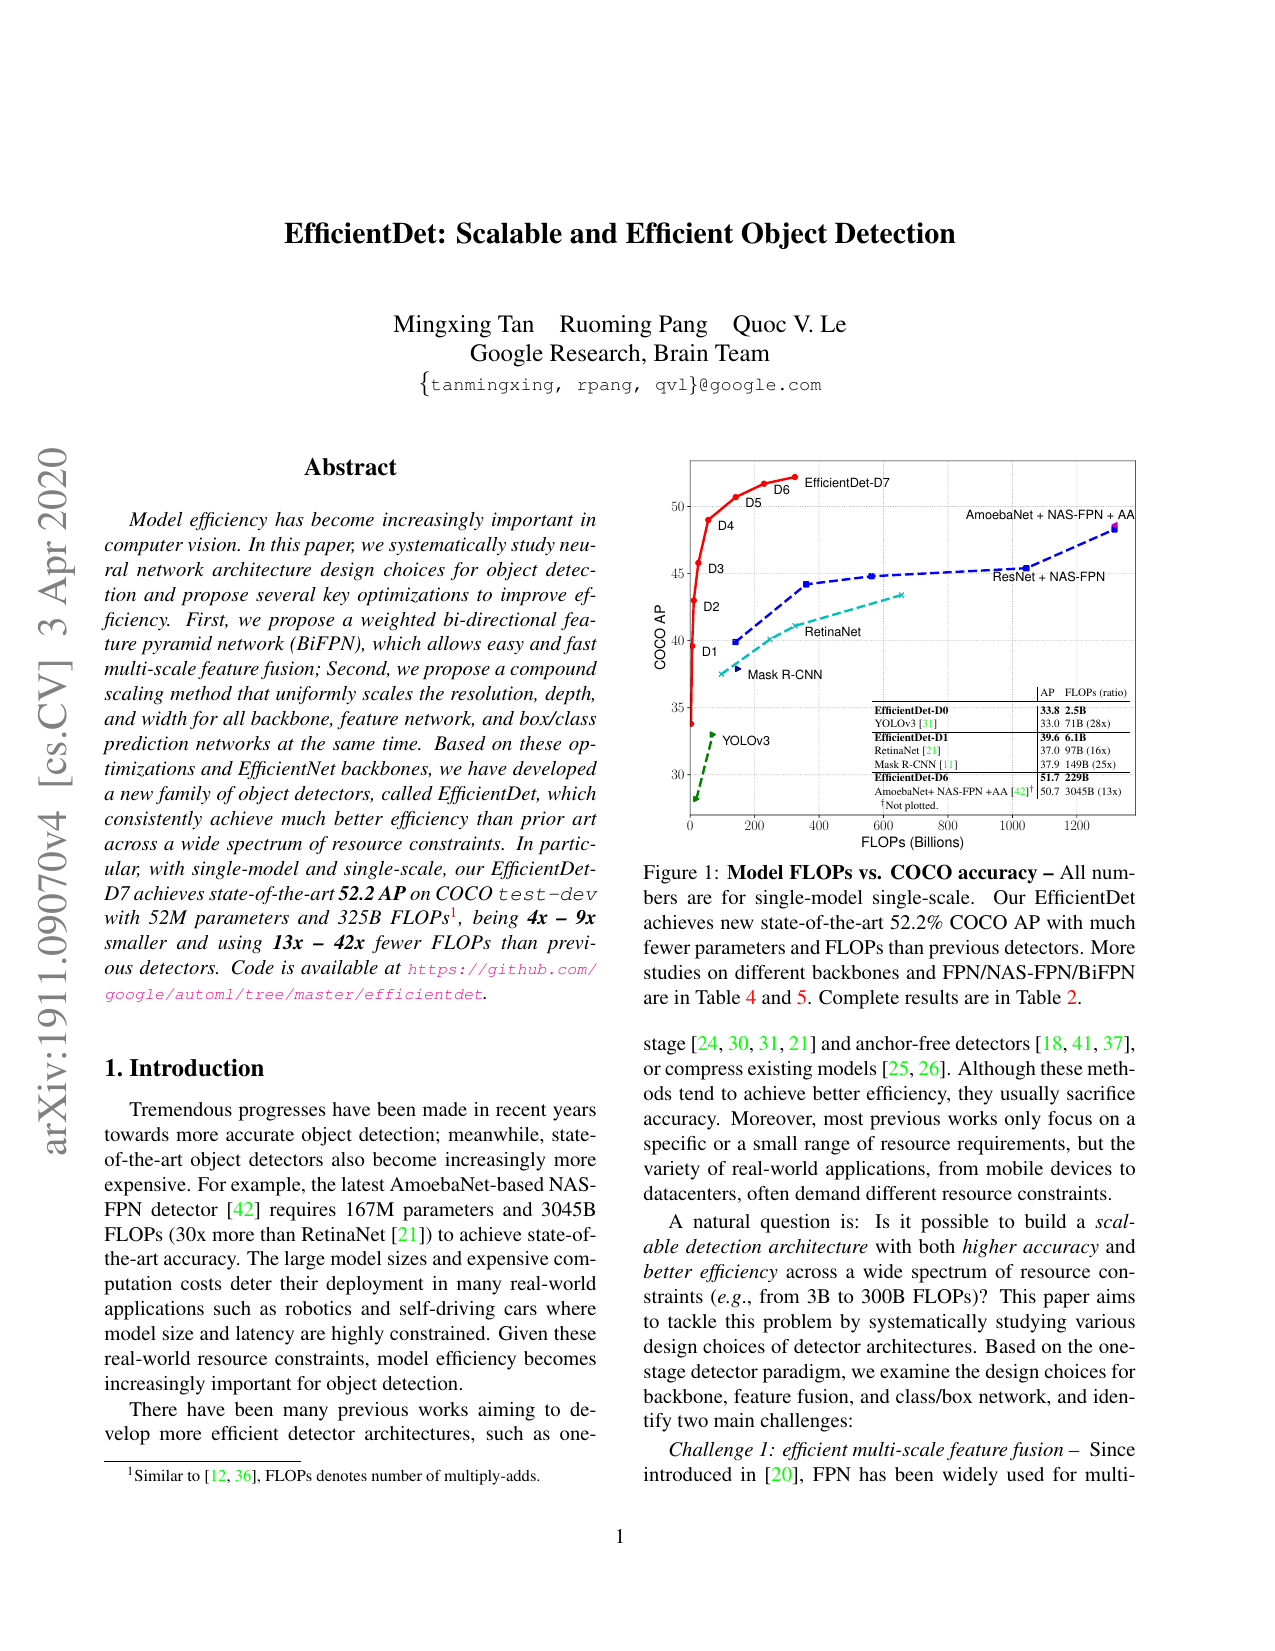 EfficientDet: Scalable and Efficient Object Detection
Mingxing Tan Ruoming Pang Quoc V. Le
Google Research, Brain Team
{tanmingxing, rpang, qvl}@google.com
arXiv:1911.09070v4 [cs.CV] 3 Apr 2020
Abstract
Model efficiency has become increasingly important in
computer vision. In this paper, we systematically study neu-
ral network architecture design choices for object detec-
tion and propose several key optimizations to improve ef-
ficiency. First, we propose a weighted bi-directional fea-
ture pyramid network (BiFPN), which allows easy and fast
multi-scale feature fusion; Second, we propose a compound
scaling method that uniformly scales the resolution, depth,
and width for all backbone, feature network, and box/class
prediction networks at the same time. Based on these op-
timizations and EfficientNet backbones, we have developed
a new family of object detectors, called EfficientDet, which
consistently achieve much better efficiency than prior art
across a wide spectrum of resource constraints. In partic-
ular, with single-model and single-scale, our EfficientDet-
D7 achieves state-of-the-art 52.2 AP on COCO test-dev
with 52M parameters and 325B FLOPs1, being 4x – 9x
smaller and using 13x – 42x fewer FLOPs than previ-
ous detectors. Code is available at https://github.com/
google/automl/tree/master/efficientdet.
1. Introduction
Tremendous progresses have been made in recent years
towards more accurate object detection; meanwhile, state-
of-the-art object detectors also become increasingly more
expensive. For example, the latest AmoebaNet-based NAS-
FPN detector [42] requires 167M parameters and 3045B
FLOPs (30x more than RetinaNet [21]) to achieve state-of-
the-art accuracy. The large model sizes and expensive com-
putation costs deter their deployment in many real-world
applications such as robotics and self-driving cars where
model size and latency are highly constrained. Given these
real-world resource constraints, model efficiency becomes
increasingly important for object detection.
There have been many previous works aiming to de-
velop more efficient detector architectures, such as one-
1Similar to [12, 36], FLOPs denotes number of multiply-adds.
COCO AP
50
45
40
35
30
0 200 400 600 800 1000 1200
FLOPs (Billions)
EfficientDet-D7
D6
D5
D4
D3
D2
D1
AmoebaNet + NAS-FPN + AA
ResNet + NAS-FPN
RetinaNet
Mask R-CNN
YOLOv3
AP FLOPs (ratio)
EfficientDet-D0 33.8 2.5B
YOLOv3 [31] 33.0 71B (28x)
EfficientDet-D1 39.6 6.1B
RetinaNet [21] 37.0 97B (16x)
Mask R-CNN [11] 37.9 149B (25x)
EfficientDet-D6 51.7 229B
AmoebaNet+ NAS-FPN +AA [42]† 50.7 3045B (13x)
†Not plotted.
Figure 1: Model FLOPs vs. COCO accuracy – All num-
bers are for single-model single-scale. Our EfficientDet
achieves new state-of-the-art 52.2% COCO AP with much
fewer parameters and FLOPs than previous detectors. More
studies on different backbones and FPN/NAS-FPN/BiFPN
are in Table 4 and 5. Complete results are in Table 2.
stage [24, 30, 31, 21] and anchor-free detectors [18, 41, 37],
or compress existing models [25, 26]. Although these meth-
ods tend to achieve better efficiency, they usually sacrifice
accuracy. Moreover, most previous works only focus on a
specific or a small range of resource requirements, but the
variety of real-world applications, from mobile devices to
datacenters, often demand different resource constraints.
A natural question is: Is it possible to build a scal-
able detection architecture with both higher accuracy and
better efficiency across a wide spectrum of resource con-
straints (e.g., from 3B to 300B FLOPs)? This paper aims
to tackle this problem by systematically studying various
design choices of detector architectures. Based on the one-
stage detector paradigm, we examine the design choices for
backbone, feature fusion, and class/box network, and iden-
tify two main challenges:
Challenge 1: efficient multi-scale feature fusion – Since
introduced in [20], FPN has been widely used for multi-
1